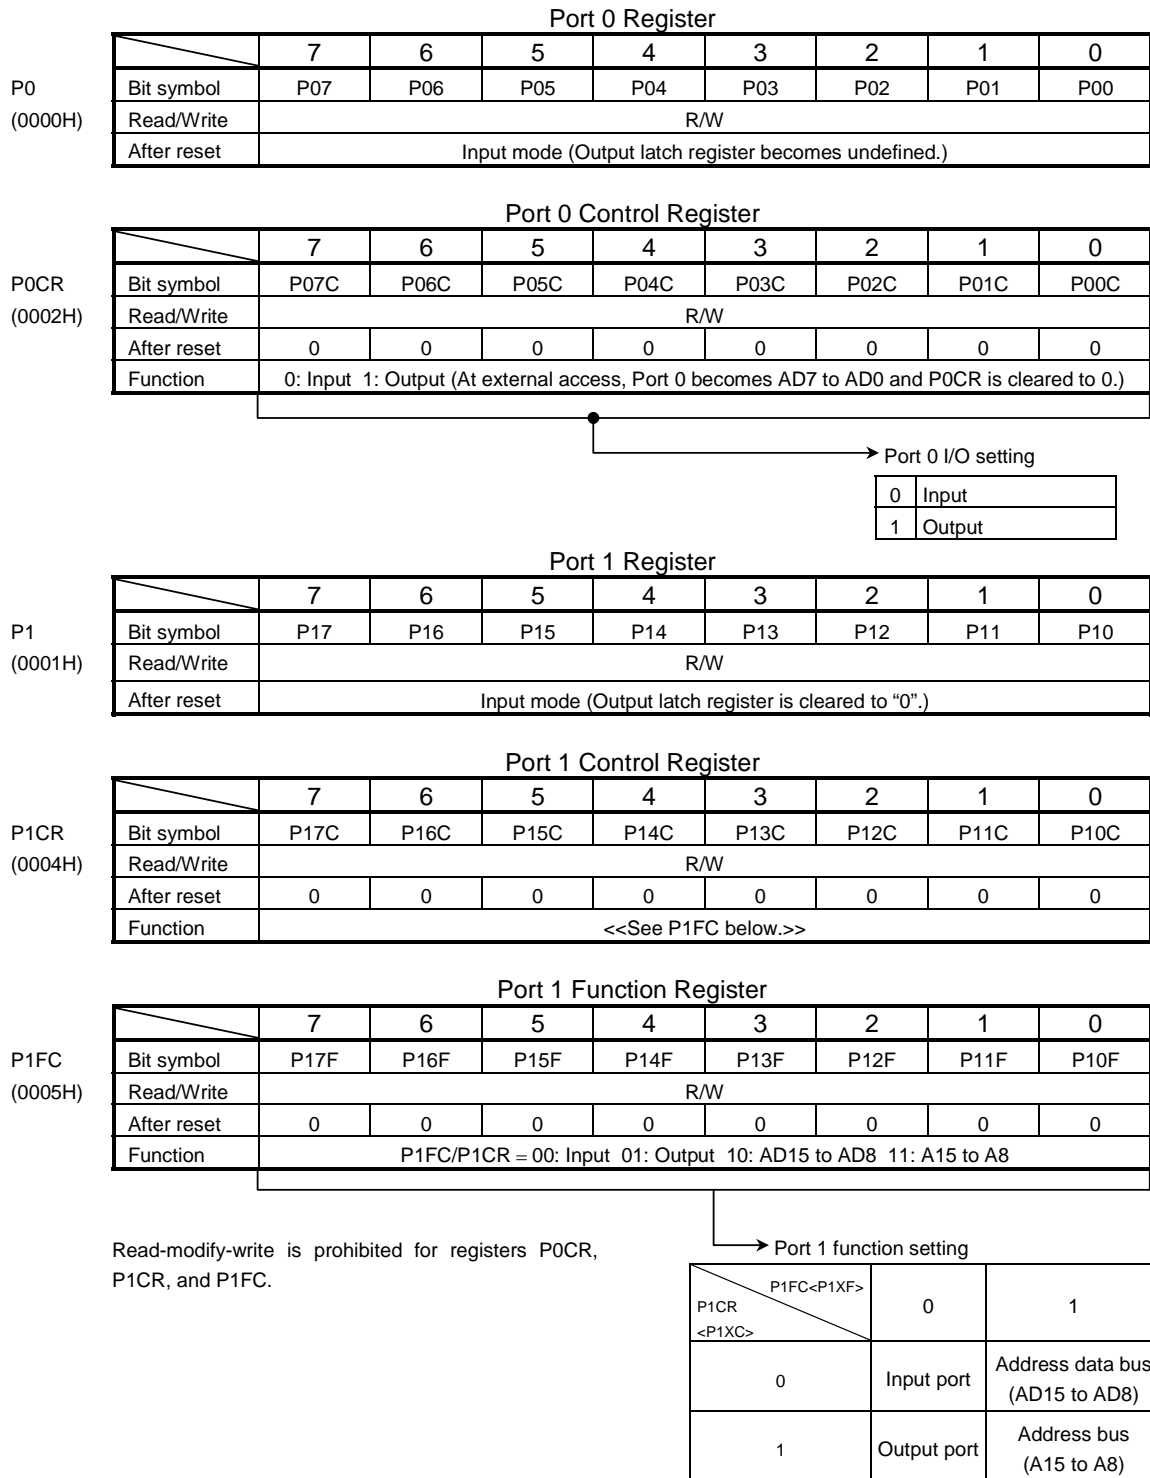 Port 0 Register
7 6 5 4 3 2 1 0
P0 Bit symbol P07 P06 P05 P04 P03 P02 P01 P00
(0000H) Read/Write R/W
After reset Input mode (Output latch register becomes undefined.)
Port 0 Control Register
7 6 5 4 3 2 1 0
P0CR Bit symbol P07C P06C P05C P04C P03C P02C P01C P00C
(0002H) Read/Write R/W
After reset 0 0 0 0 0 0 0 0
Function 0: Input 1: Output (At external access, Port 0 becomes AD7 to AD0 and P0CR is cleared to 0.)
Port 0 I/O setting
0 Input
1 Output
Port 1 Register
7 6 5 4 3 2 1 0
P1 Bit symbol P17 P16 P15 P14 P13 P12 P11 P10
(0001H) Read/Write R/W
After reset Input mode (Output latch register is cleared to “0”.)
Port 1 Control Register
7 6 5 4 3 2 1 0
P1CR Bit symbol P17C P16C P15C P14C P13C P12C P11C P10C
(0004H) Read/Write R/W
After reset 0 0 0 0 0 0 0 0
Function <<See P1FC below.>>
Port 1 Function Register
7 6 5 4 3 2 1 0
P1FC Bit symbol P17F P16F P15F P14F P13F P12F P11F P10F
(0005H) Read/Write R/W
After reset 0 0 0 0 0 0 0 0
Function P1FC/P1CR = 00: Input 01: Output 10: AD15 to AD8 11: A15 to A8
Read-modify-write is prohibited for registers P0CR,
P1CR, and P1FC.
Port 1 function setting
P1FC<P1XF>
P1CR
<P1XC>
0 1
0 Input port Address data bus
(AD15 to AD8)
1 Output port Address bus
(A15 to A8)